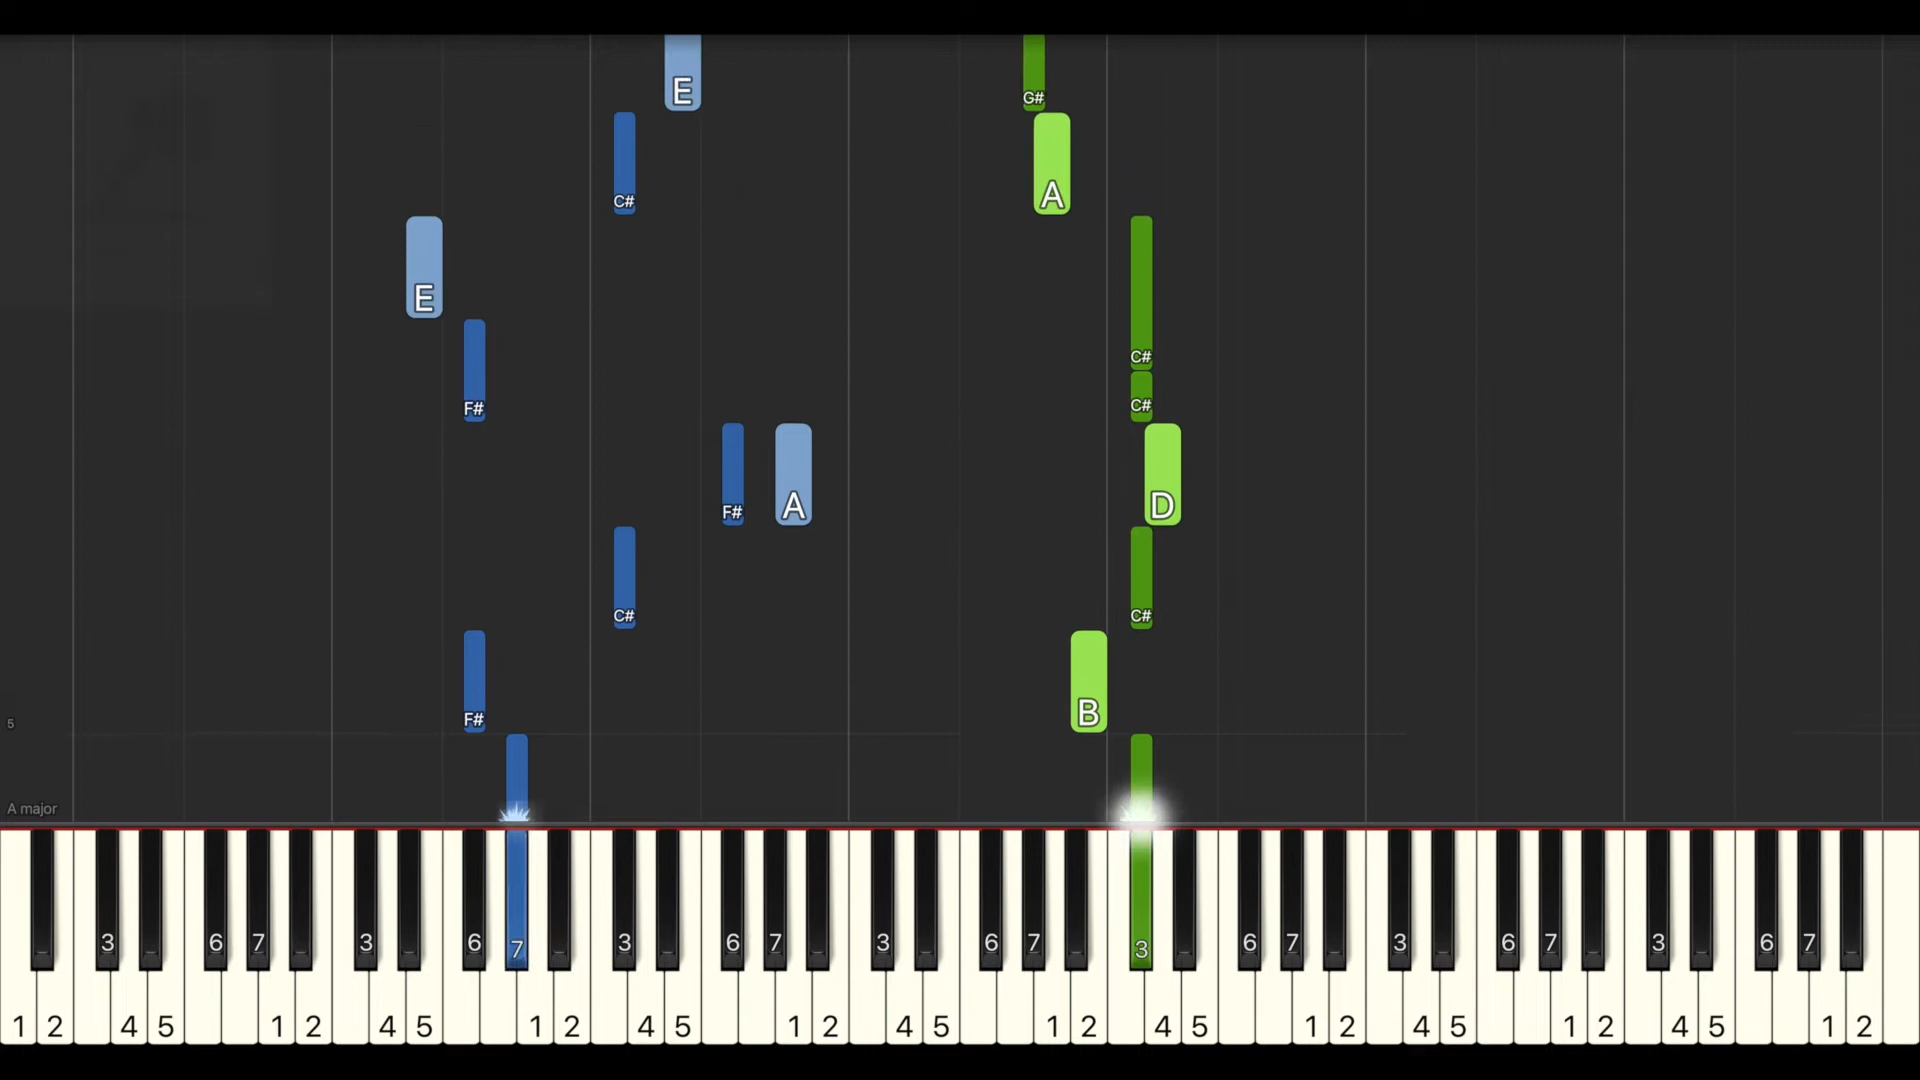 E G#
C# A
E
C#
F# C#
F# A D
C# C#
F# B
5
A major
3 6 7 3 6 7 3 6 7 3 6 7 3 6 7 3 6 7 3 6 7
1 2 4 5 1 2 4 5 1 2 4 5 1 2 4 5 1 2 4 5 1 2 4 5 1 2 4 5 1 2